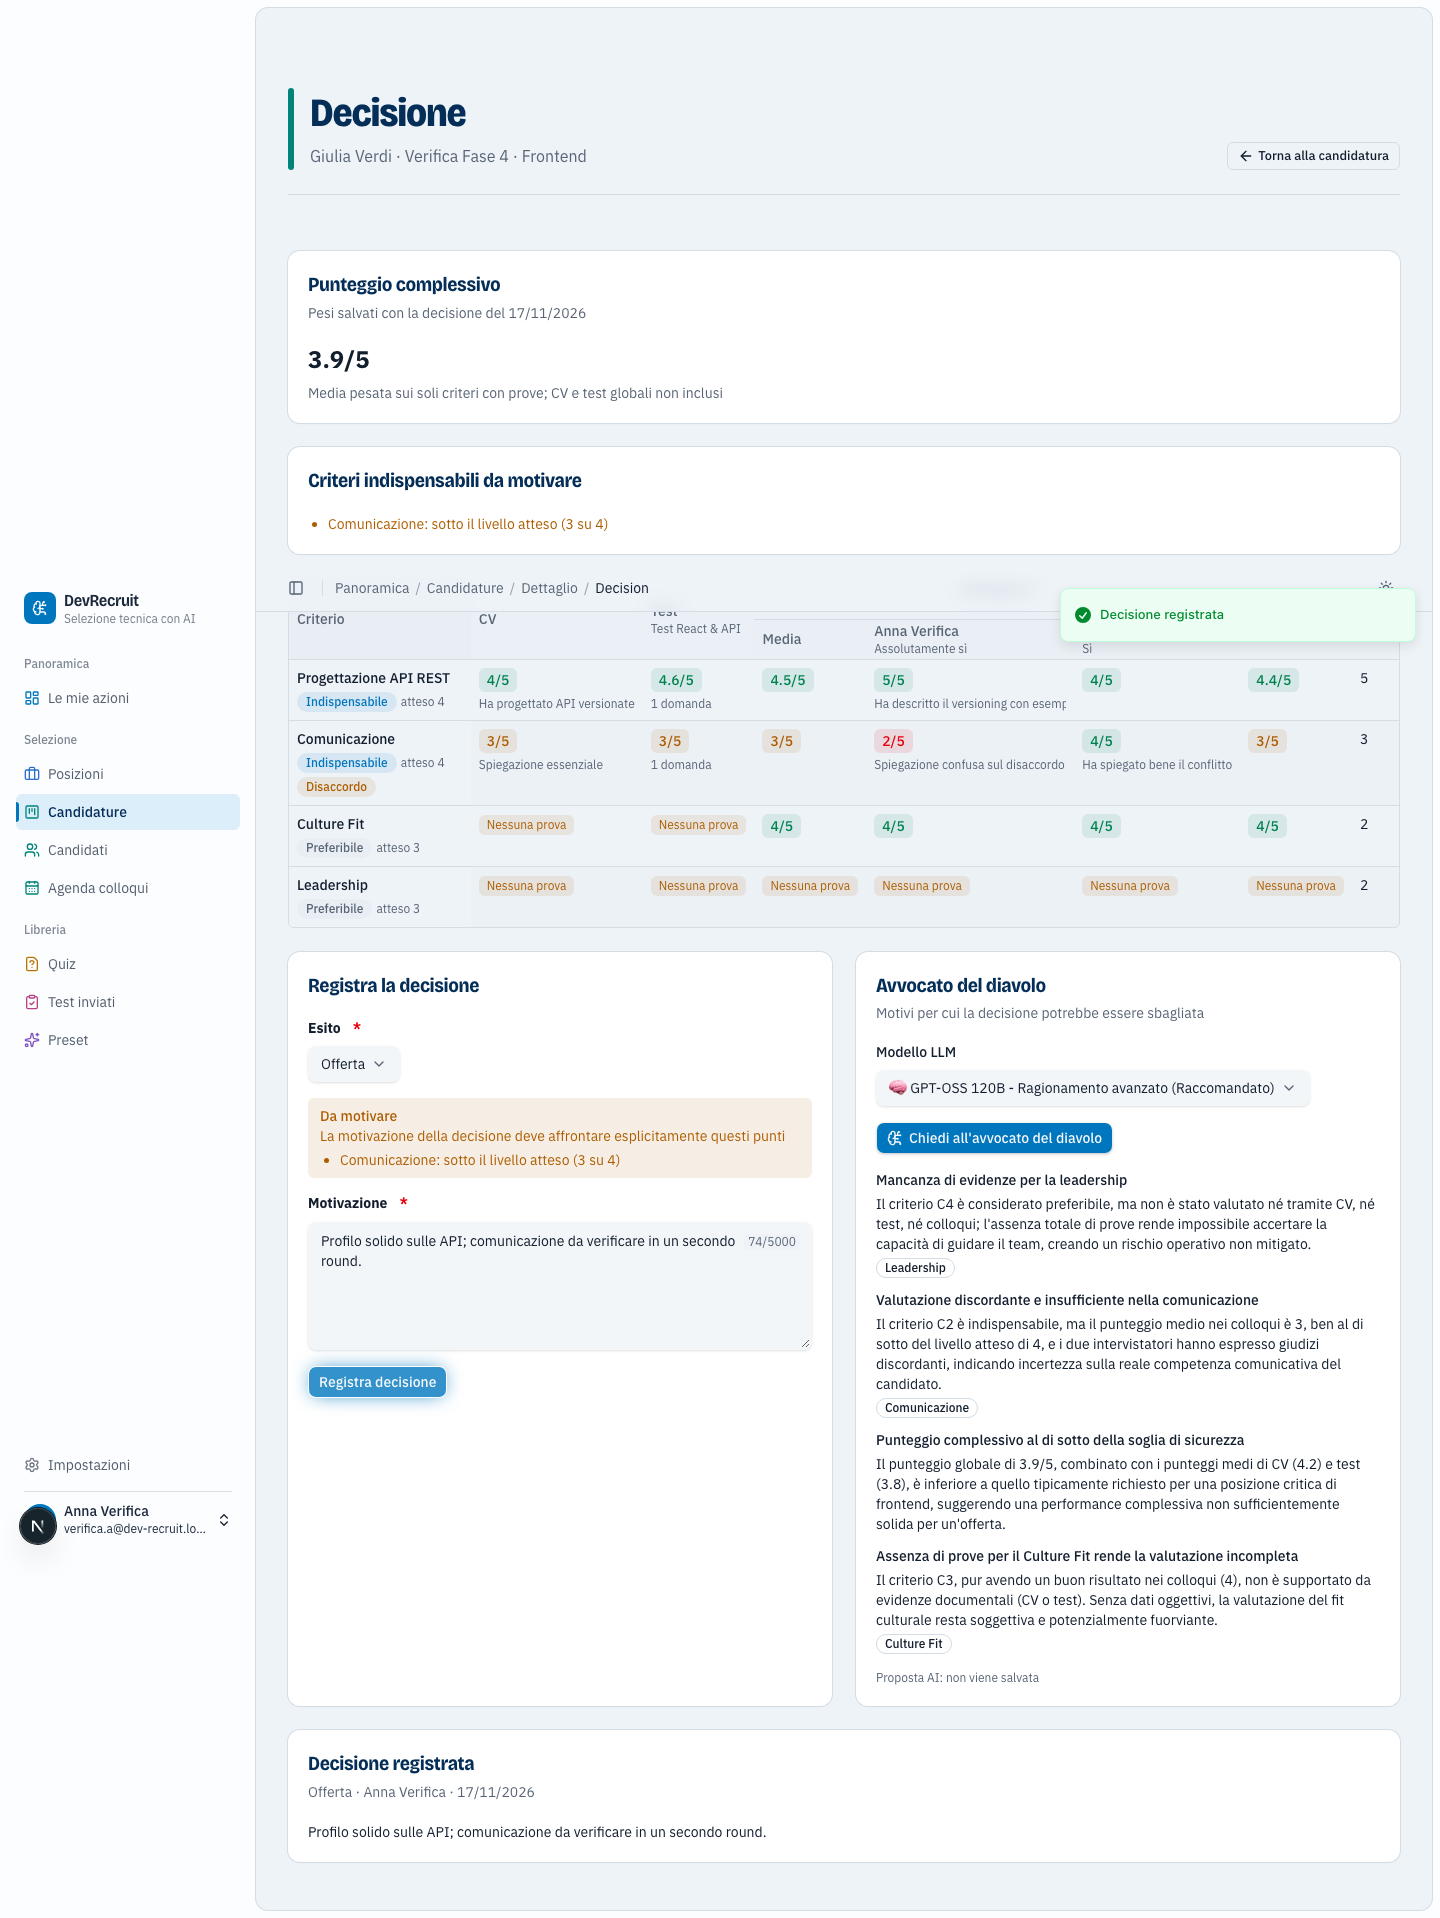 Decisione
Giulia Verdi · Verifica Fase 4 · Frontend
Torna alla candidatura
Punteggio complessivo
Pesi salvati con la decisione del 17/11/2026
3.9/5
Media pesata sui soli criteri con prove; CV e test globali non inclusi
Criteri indispensabili da motivare
Comunicazione: sotto il livello atteso (3 su 4)
DevRecruit
Selezione tecnica con AI
Panoramica
Le mie azioni
Selezione
Posizioni
Candidature
Candidati
Agenda colloqui
Libreria
Quiz
Test inviati
Preset
Impostazioni
Anna Verifica
verifica.a@dev-recruit.lo...
Panoramica / Candidature / Dettaglio / Decision
Decisione registrata
Criterio CV Test
Test React & API
Media
Anna Verifica
Assolutamente sì
Sì
Progettazione API REST 4/5 4.6/5 4.5/5 5/5 4/5 4.4/5 5
Indispensabile atteso 4 Ha progettato API versionate 1 domanda Ha descritto il versioning con esemp
Comunicazione 3/5 3/5 3/5 2/5 4/5 3/5 3
Indispensabile atteso 4 Spiegazione essenziale 1 domanda Spiegazione confusa sul disaccordo Ha spiegato bene il conflitto
Disaccordo
Culture Fit Nessuna prova Nessuna prova 4/5 4/5 4/5 4/5 2
Preferibile atteso 3
Leadership Nessuna prova Nessuna prova Nessuna prova Nessuna prova Nessuna prova Nessuna prova 2
Preferibile atteso 3
Registra la decisione
Esito *
Offerta
Da motivare
La motivazione della decisione deve affrontare esplicitamente questi punti
Comunicazione: sotto il livello atteso (3 su 4)
Motivazione *
Profilo solido sulle API; comunicazione da verificare in un secondo
round.
74/5000
Registra decisione
Avvocato del diavolo
Motivi per cui la decisione potrebbe essere sbagliata
Modello LLM
GPT-OSS 120B - Ragionamento avanzato (Raccomandato)
Chiedi all'avvocato del diavolo
Mancanza di evidenze per la leadership
Il criterio C4 è considerato preferibile, ma non è stato valutato né tramite CV, né
test, né colloqui; l'assenza totale di prove rende impossibile accertare la
capacità di guidare il team, creando un rischio operativo non mitigato.
Leadership
Valutazione discordante e insufficiente nella comunicazione
Il criterio C2 è indispensabile, ma il punteggio medio nei colloqui è 3, ben al di
sotto del livello atteso di 4, e i due intervistatori hanno espresso giudizi
discordanti, indicando incertezza sulla reale competenza comunicativa del
candidato.
Comunicazione
Punteggio complessivo al di sotto della soglia di sicurezza
Il punteggio globale di 3.9/5, combinato con i punteggi medi di CV (4.2) e test
(3.8), è inferiore a quello tipicamente richiesto per una posizione critica di
frontend, suggerendo una performance complessiva non sufficientemente
solida per un'offerta.
Assenza di prove per il Culture Fit rende la valutazione incompleta
Il criterio C3, pur avendo un buon risultato nei colloqui (4), non è supportato da
evidenze documentali (CV o test). Senza dati oggettivi, la valutazione del fit
culturale resta soggettiva e potenzialmente fuorviante.
Culture Fit
Proposta AI: non viene salvata
Decisione registrata
Offerta · Anna Verifica · 17/11/2026
Profilo solido sulle API; comunicazione da verificare in un secondo round.